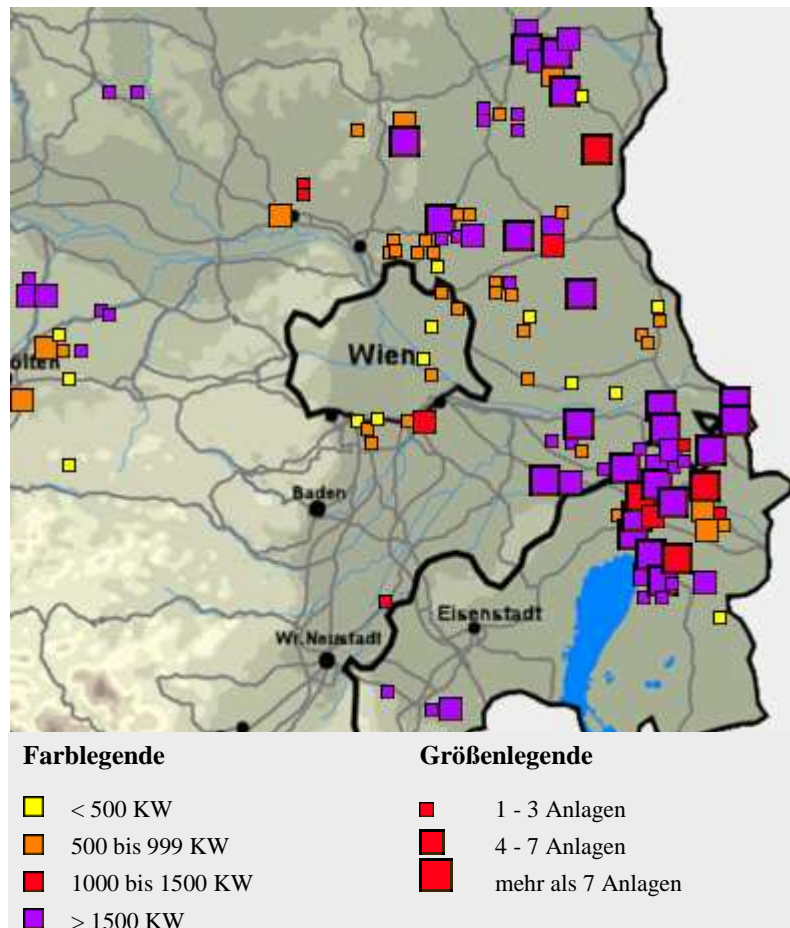 Wien
ölten
Baden
Eisenstadt
Wr.Neustadt
Farblegende
< 500 KW
500 bis 999 KW
1000 bis 1500 KW
> 1500 KW
Größenlegende
1 - 3 Anlagen
4 - 7 Anlagen
mehr als 7 Anlagen